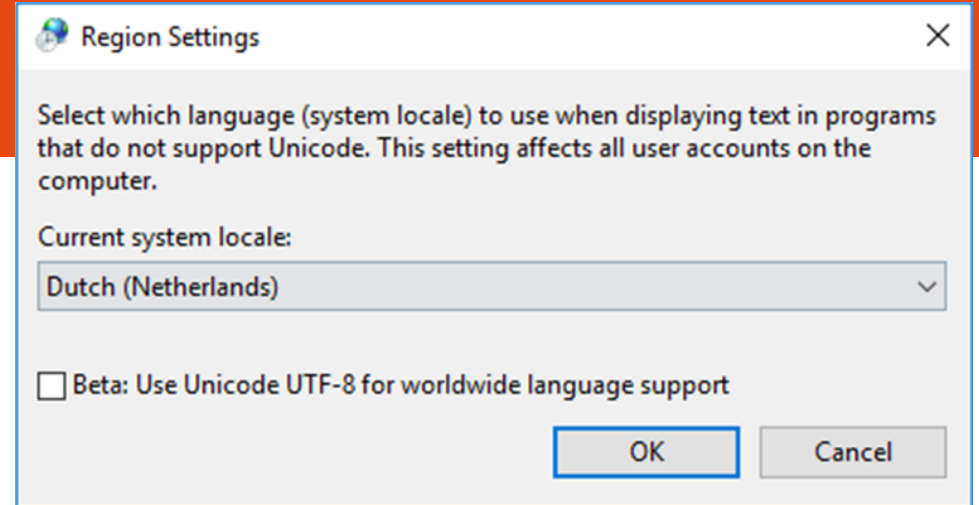 Region Settings
Select which language (system locale) to use when displaying text in programs
that do not support Unicode. This setting affects all user accounts on the
computer.
Current system locale:
Dutch (Netherlands)
Beta: Use Unicode UTF-8 for worldwide language support
OK Cancel